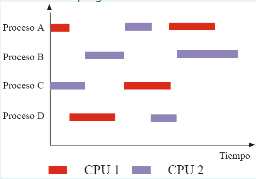 Proceso A
Proceso B
Proceso C
Proceso D
Tiempo
CPU 1 CPU 2